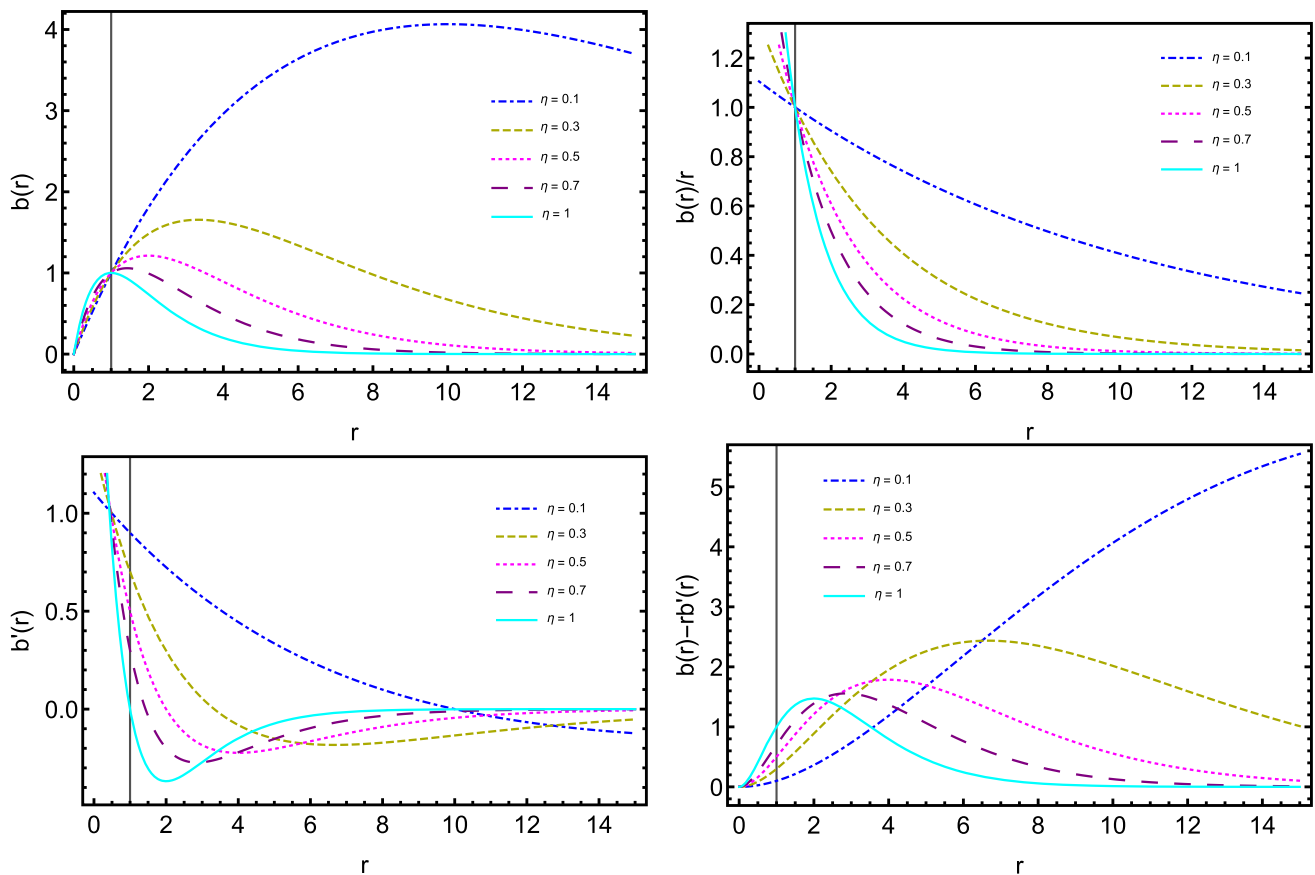 4
3
2
1
0
b(r)
η = 0.1
η = 0.3
η = 0.5
η = 0.7
η = 1
0 2 4 6 8 10 12 14
r
1.2
1.0
0.8
0.6
0.4
0.2
0.0
b(r)/r
η = 0.1
η = 0.3
η = 0.5
η = 0.7
η = 1
0 2 4 6 8 10 12 14
r
1.0
0.5
0.0
b'(r)
η = 0.1
η = 0.3
η = 0.5
η = 0.7
η = 1
0 2 4 6 8 10 12 14
r
5
4
3
2
1
0
b(r)−rb'(r)
η = 0.1
η = 0.3
η = 0.5
η = 0.7
η = 1
0 2 4 6 8 10 12 14
r